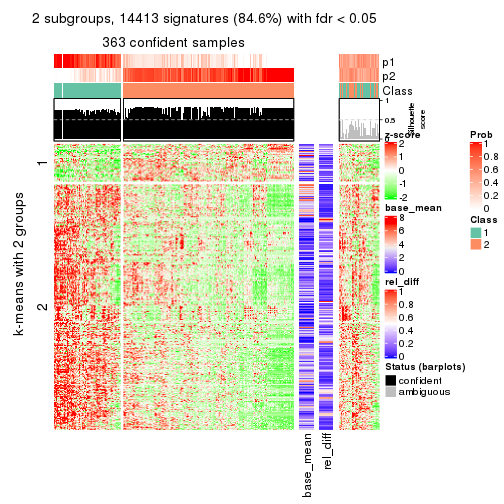 2 subgroups, 14413 signatures (84.6%) with fdr < 0.05
363 confident samples
p1
p2
Class
1
0.5
0
Silhouette
score
k-means with 2 groups
1
2
base_mean
rel_diff
z-score
2
1
0
-1
-2
base_mean
8
6
4
2
0
rel_diff
1
0.8
0.6
0.4
0.2
0
Status (barplots)
confident
ambiguous
Prob
1
0.8
0.6
0.4
0.2
0
Class
1
2